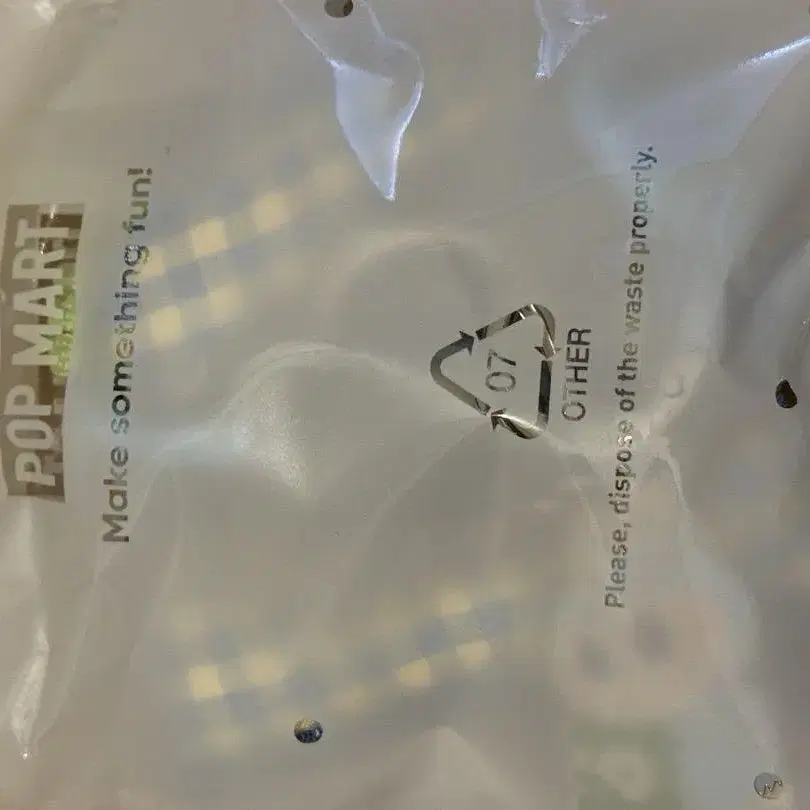 POP MART
Make something fun!
07
OTHER
Please, dispose of the waste properly.